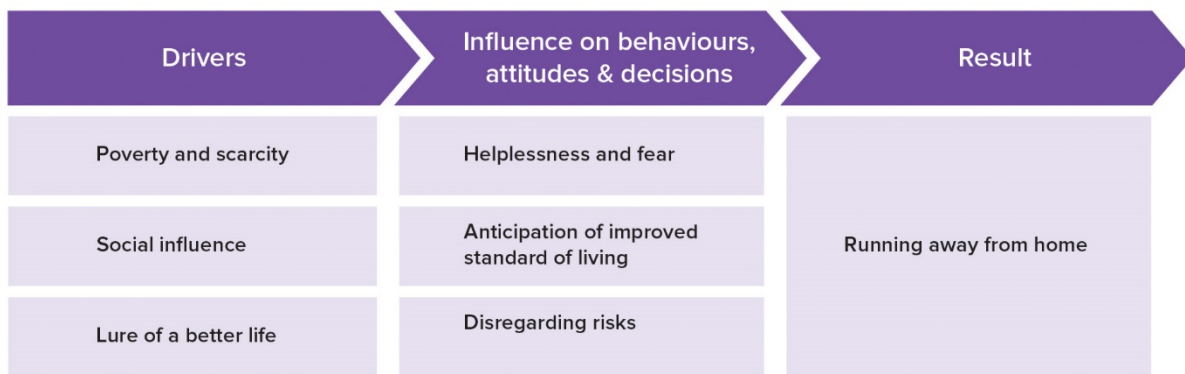 Drivers
Influence on behaviours,
attitudes & decisions
Result
Poverty and scarcity
Helplessness and fear
Social influence
Anticipation of improved
standard of living
Running away from home
Lure of a better life
Disregarding risks